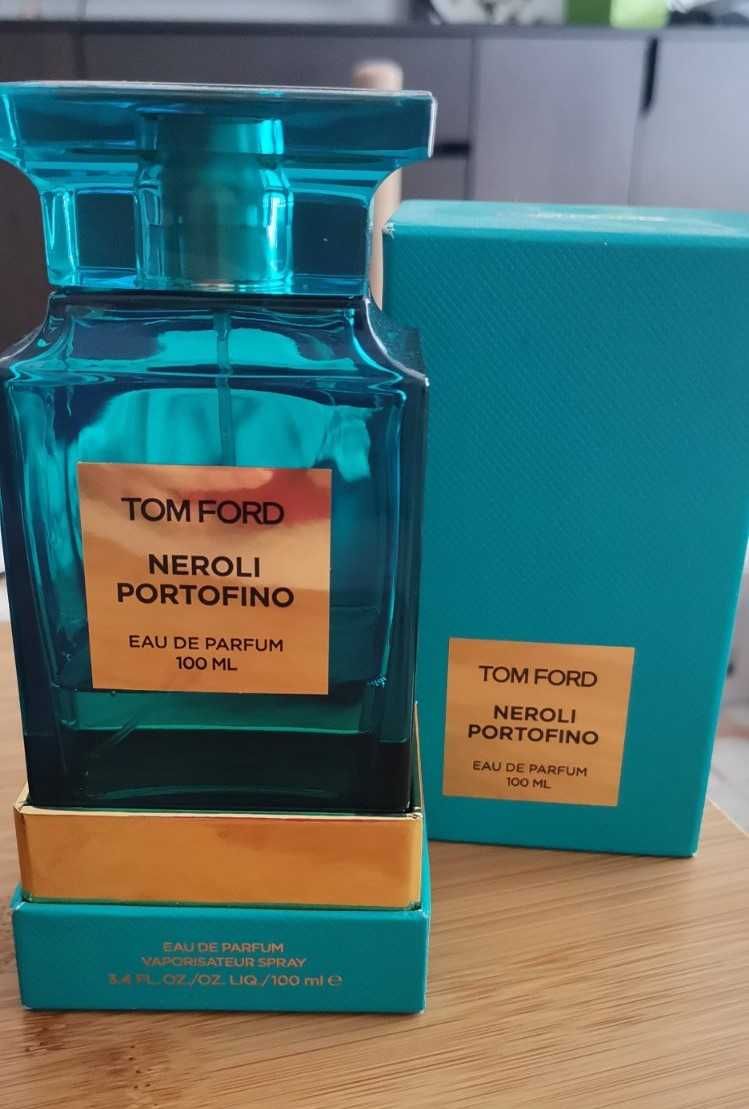 TOM FORD
NEROLI
PORTOFINO
EAU DE PARFUM
100 ML
EAU DE PARFUM
VAPORISATEUR SPRAY
3.4 FL. OZ./OZ. LIQ./100 ml e
TOM FORD
NEROLI
PORTOFINO
EAU DE PARFUM
100 ML